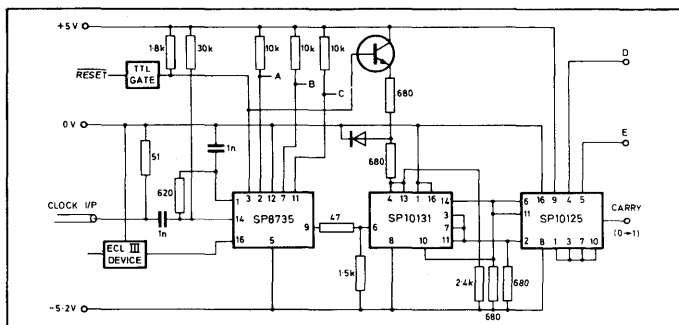 +5V
1·8k 30k 10k 10k 10k
RESET TTL GATE
A
B
C
680
D
0V
E
51
1n
620
680
CLOCK I/P
1n
1 3 2 12 7 11
14
16
5
9
SP8735
ECL III DEVICE
47
1·5k
4 13 1 16
6
8
10
14
3
7
11
SP10131
2·4k
680
680
16 9 4 5
6
11
2
8 1 3 7 10
SP10125
CARRY
(0→1)
-5·2V